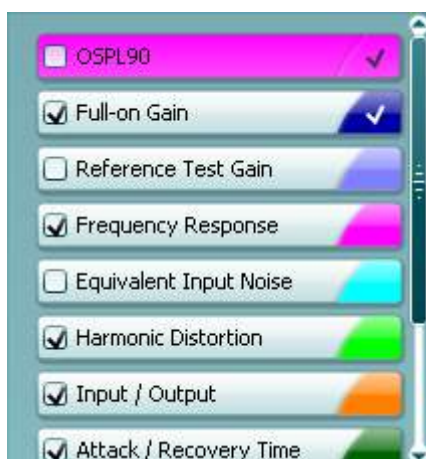 OSPL90
Full-on Gain
Reference Test Gain
Frequency Response
Equivalent Input Noise
Harmonic Distortion
Input / Output
Attack / Recovery Time